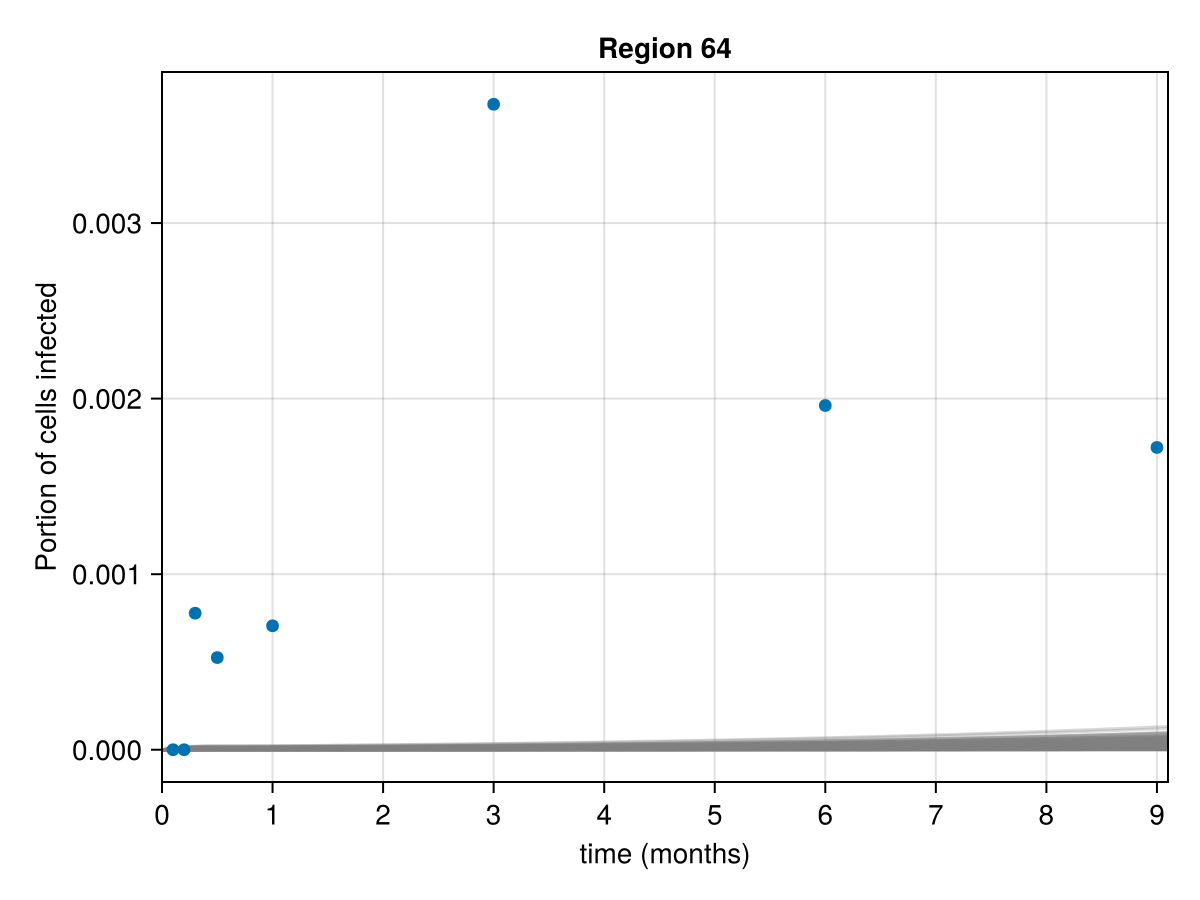 Region 64
Portion of cells infected
0.003
0.002
0.001
0.000
0 1 2 3 4 5 6 7 8 9
time (months)